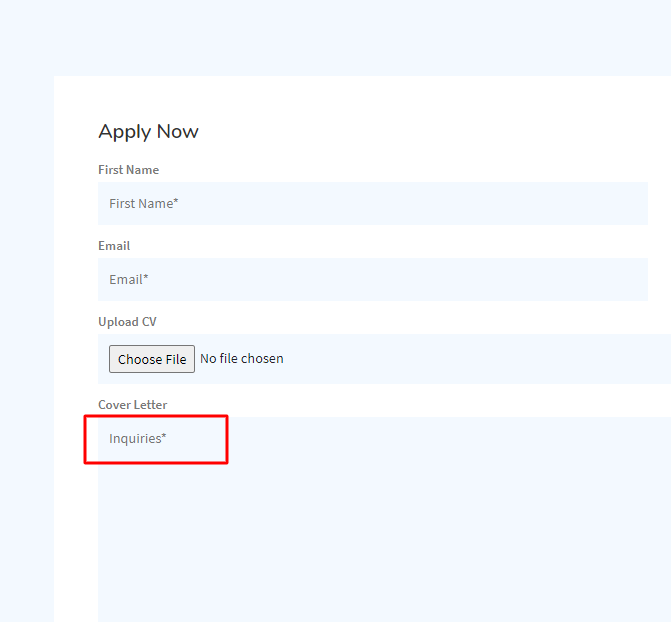 Apply Now
First Name
First Name*
Email
Email*
Upload CV
Choose File No file chosen
Cover Letter
Inquiries*